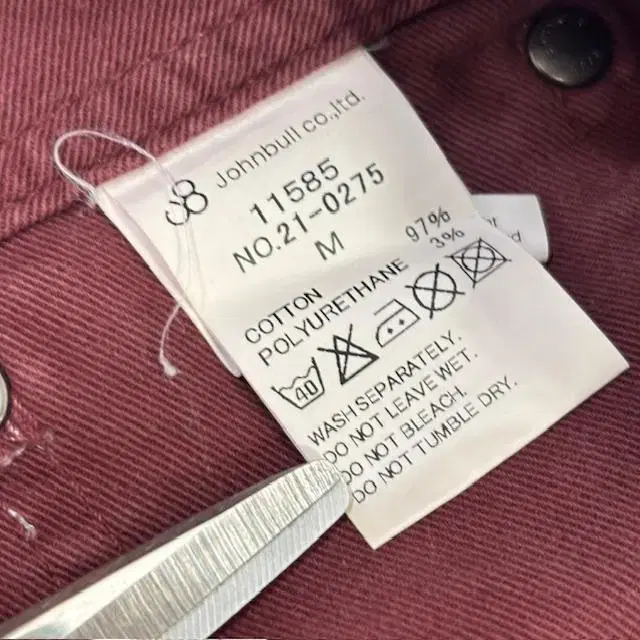 Johnbull co.,ltd.
11585
NO.21-0275
M
COTTON 97%
POLYURETHANE 3%
40
WASH SEPARATELY.
DO NOT LEAVE WET.
DO NOT BLEACH.
DO NOT TUMBLE DRY.